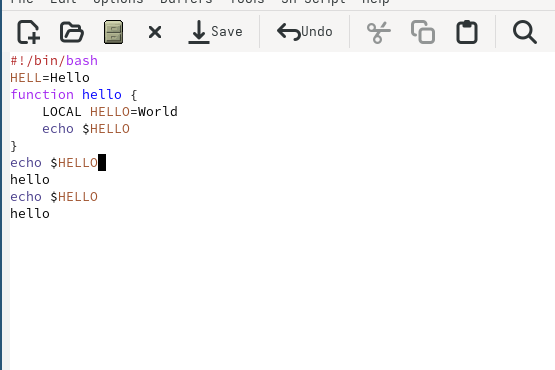 File Edit Options Buffers Tools Sh-Script Help
Save Undo
#!/bin/bash
HELL=Hello
function hello {
    LOCAL HELLO=World
    echo $HELLO
}
echo $HELLO
hello
echo $HELLO
hello